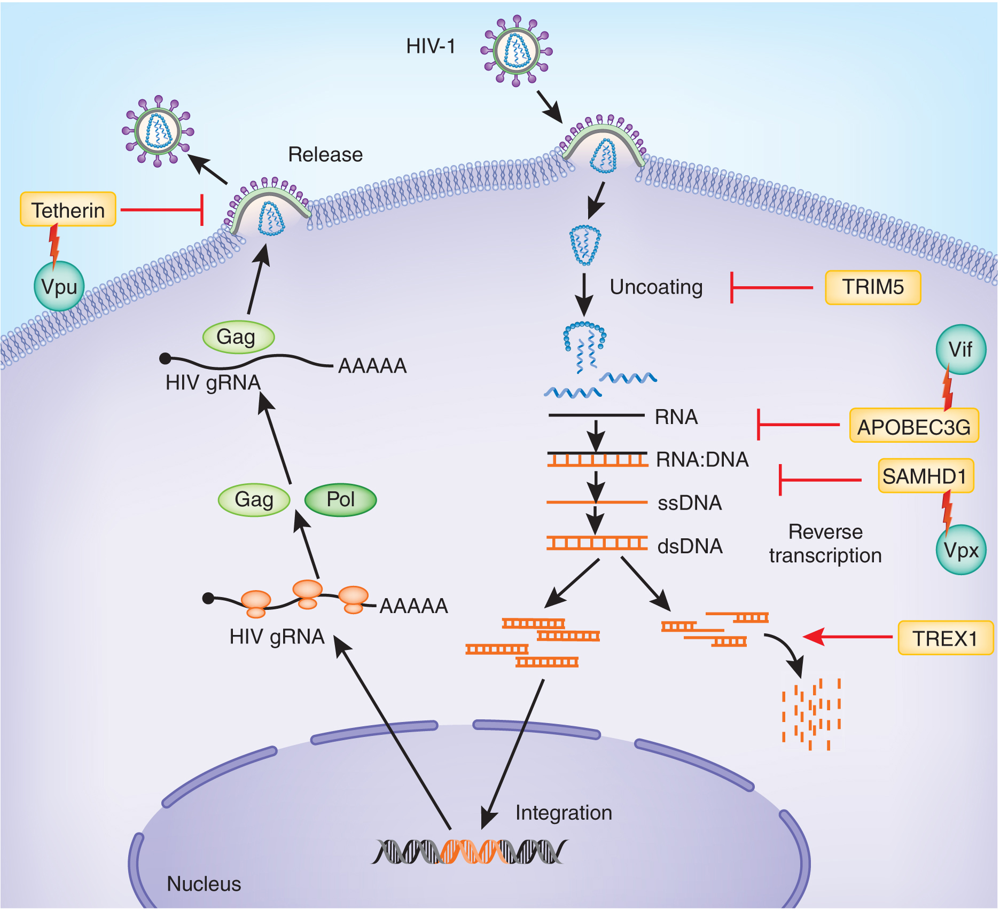 HIV-1
Release
Tetherin
Vpu
Uncoating
TRIM5
Gag
AAAAA
HIV gRNA
Vif
RNA
APOBEC3G
RNA:DNA
SAMHD1
Gag
Pol
ssDNA
Reverse
transcription
dsDNA
Vpx
AAAAA
HIV gRNA
TREX1
Integration
Nucleus